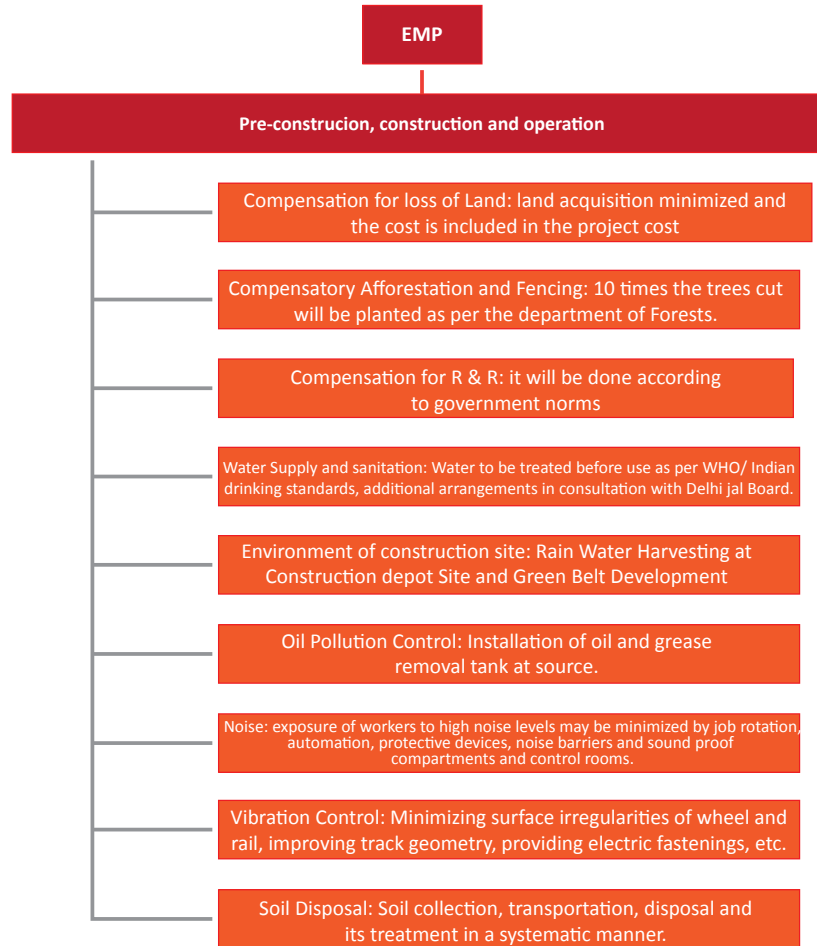 EMP
Pre-construcion, construction and operation
Compensation for loss of Land: land acquisition minimized and
the cost is included in the project cost
Compensatory Afforestation and Fencing: 10 times the trees cut
will be planted as per the department of Forests.
Compensation for R & R: it will be done according
to government norms
Water Supply and sanitation: Water to be treated before use as per WHO/ Indian
drinking standards, additional arrangements in consultation with Delhi jal Board.
Environment of construction site: Rain Water Harvesting at
Construction depot Site and Green Belt Development
Oil Pollution Control: Installation of oil and grease
removal tank at source.
Noise: exposure of workers to high noise levels may be minimized by job rotation,
automation, protective devices, noise barriers and sound proof
compartments and control rooms.
Vibration Control: Minimizing surface irregularities of wheel and
rail, improving track geometry, providing electric fastenings, etc.
Soil Disposal: Soil collection, transportation, disposal and
its treatment in a systematic manner.